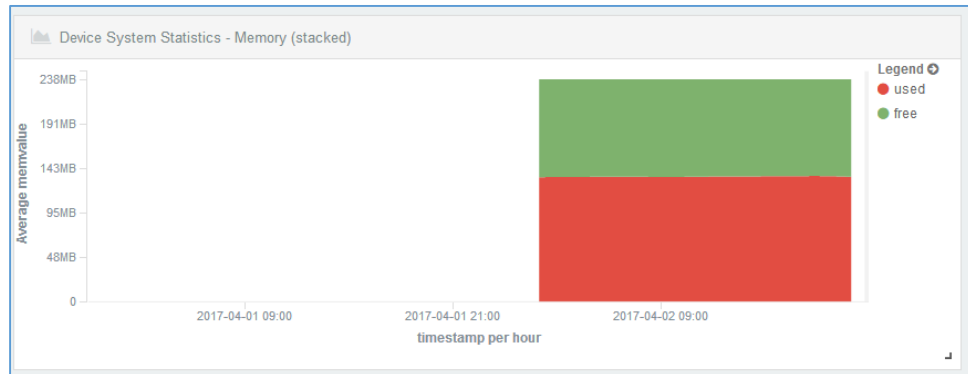 Device System Statistics - Memory (stacked)
Legend
used
free
238MB
191MB
143MB
95MB
48MB
0
Average memvalue
2017-04-01 09:00
2017-04-01 21:00
2017-04-02 09:00
timestamp per hour